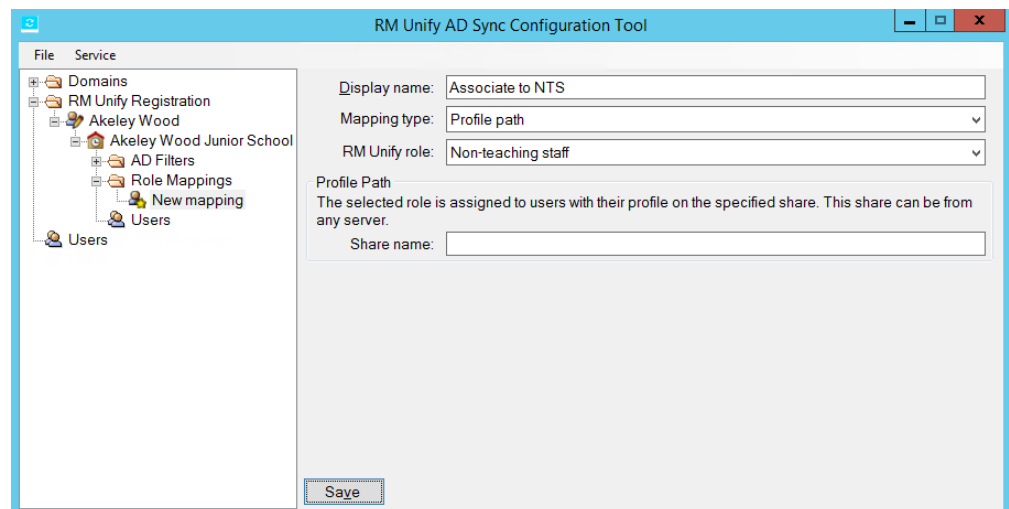 RM Unify AD Sync Configuration Tool
File Service
Domains
RM Unify Registration
Akeley Wood
Akeley Wood Junior School
AD Filters
Role Mappings
New mapping
Users
Users
Display name: Associate to NTS
Mapping type: Profile path
RM Unify role: Non-teaching staff
Profile Path
The selected role is assigned to users with their profile on the specified share. This share can be from
any server.
Share name:
Save